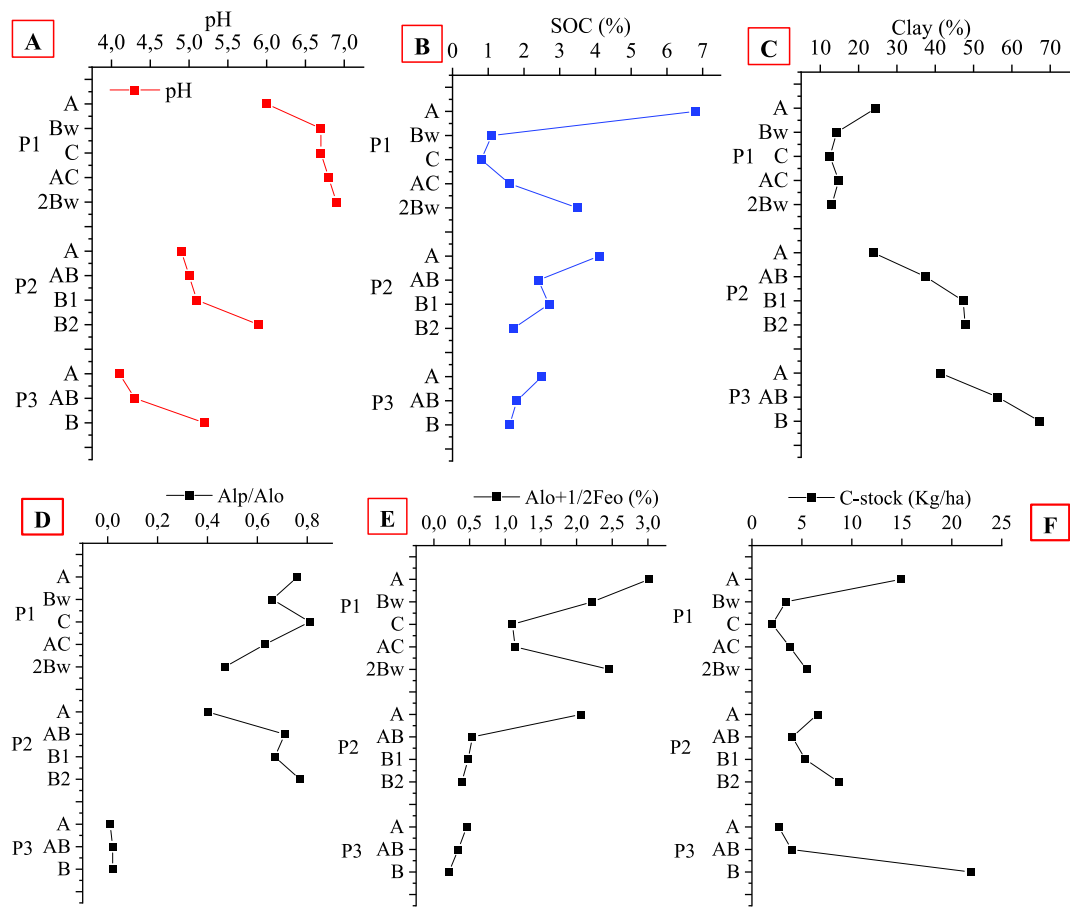 A
pH
4,0 4,5 5,0 5,5 6,0 6,5 7,0
pH
P1
A
Bw
C
AC
2Bw
P2
A
AB
B1
B2
P3
A
AB
B
B
SOC (%)
0 1 2 3 4 5 6 7
P1
A
Bw
C
AC
2Bw
P2
A
AB
B1
B2
P3
A
AB
B
C
Clay (%)
10 20 30 40 50 60 70
P1
A
Bw
C
AC
2Bw
P2
A
AB
B1
B2
P3
A
AB
B
D
Alp/Alo
0,0 0,2 0,4 0,6 0,8
P1
A
Bw
C
AC
2Bw
P2
A
AB
B1
B2
P3
A
AB
B
E
Alo+1/2Feo (%)
0,0 0,5 1,0 1,5 2,0 2,5 3,0
P1
A
Bw
C
AC
2Bw
P2
A
AB
B1
B2
P3
A
AB
B
C-stock (Kg/ha)
F
0 5 10 15 20 25
P1
A
Bw
C
AC
2Bw
P2
A
AB
B1
B2
P3
A
AB
B